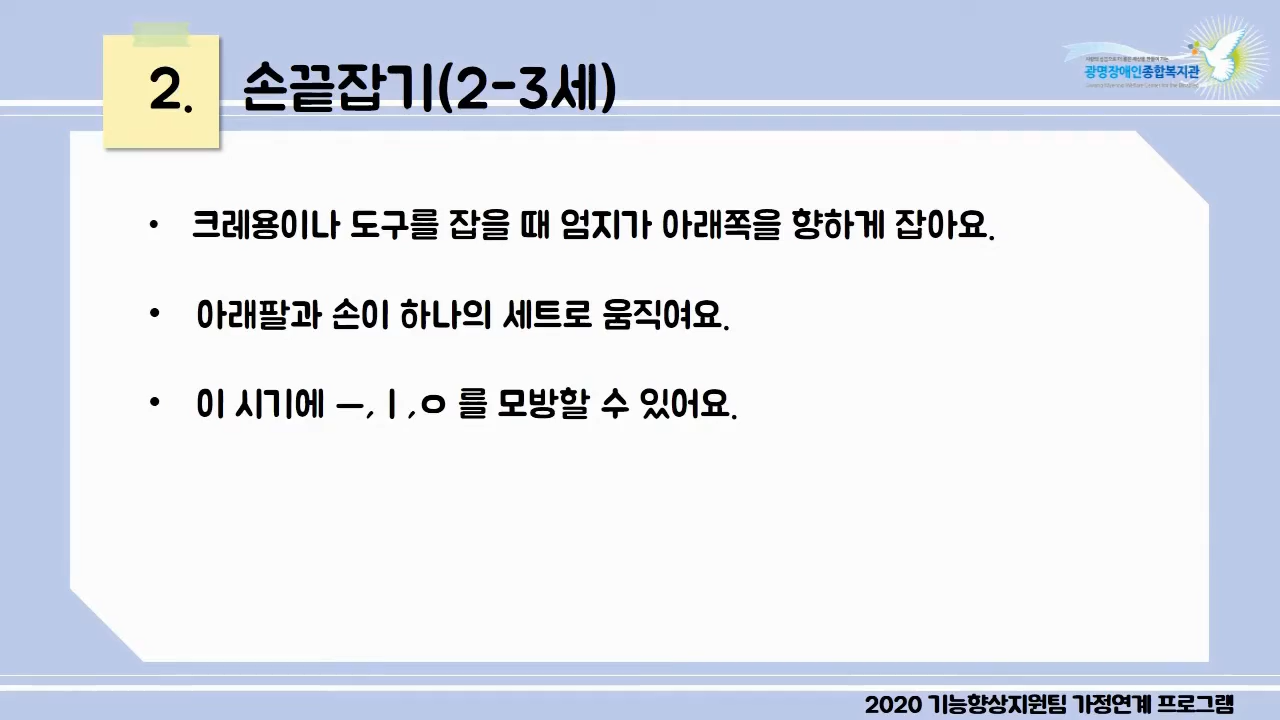 2. 손끝잡기(2-3세)
광명장애인종합복지관
• 크레용이나 도구를 잡을 때 엄지가 아래쪽을 향하게 잡아요.
• 아래팔과 손이 하나의 세트로 움직여요.
• 이 시기에 ㅡ,ㅣ,ㅇ 를 모방할 수 있어요.
2020 기능향상지원팀 가정연계 프로그램